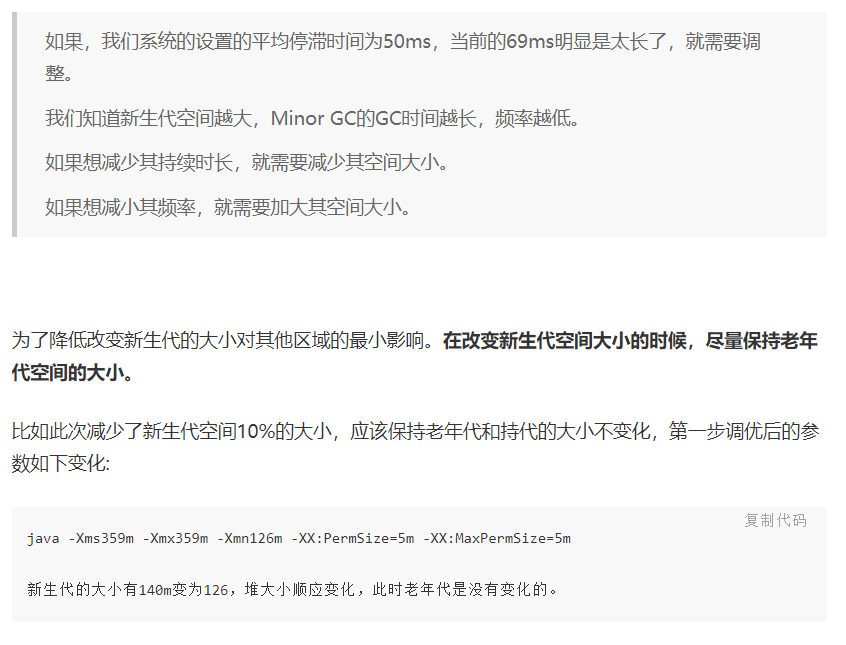 如果，我们系统的设置的平均停滞时间为50ms，当前的69ms明显是太长了，就需要调
整。
我们知道新生代空间越大，Minor GC的GC时间越长，频率越低。
如果想减少其持续时长，就需要减少其空间大小。
如果想减小其频率，就需要加大其空间大小。
为了降低改变新生代的大小对其他区域的最小影响。在改变新生代空间大小的时候，尽量保持老年
代空间的大小。
比如此次减少了新生代空间10%的大小，应该保持老年代和持代的大小不变化，第一步调优后的参
数如下变化:
复制代码
java -Xms359m -Xmx359m -Xmn126m -XX:PermSize=5m -XX:MaxPermSize=5m
新生代的大小有140m变为126，堆大小顺应变化，此时老年代是没有变化的。